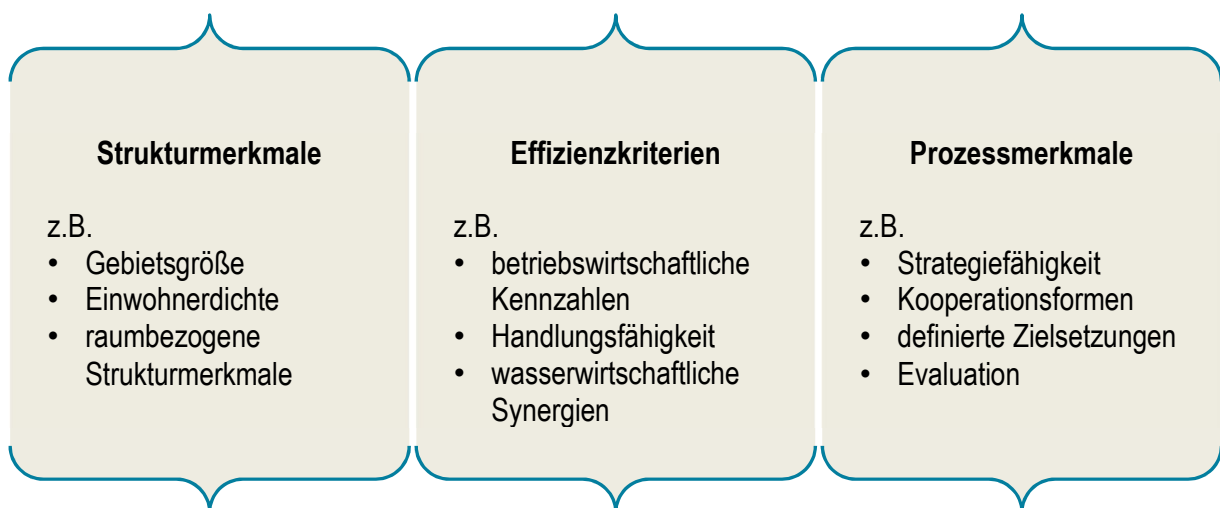 Strukturmerkmale
z.B.
• Gebietsgröße
• Einwohnerdichte
• raumbezogene
Strukturmerkmale
Effizienzkriterien
z.B.
• betriebswirtschaftliche
Kennzahlen
• Handlungsfähigkeit
• wasserwirtschaftliche
Synergien
Prozessmerkmale
z.B.
• Strategiefähigkeit
• Kooperationsformen
• definierte Zielsetzungen
• Evaluation